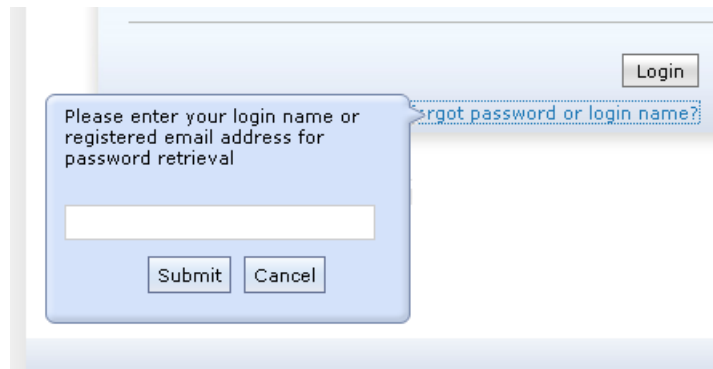 Login
Please enter your login name or
registered email address for
password retrieval
rgot password or login name?
Submit
Cancel